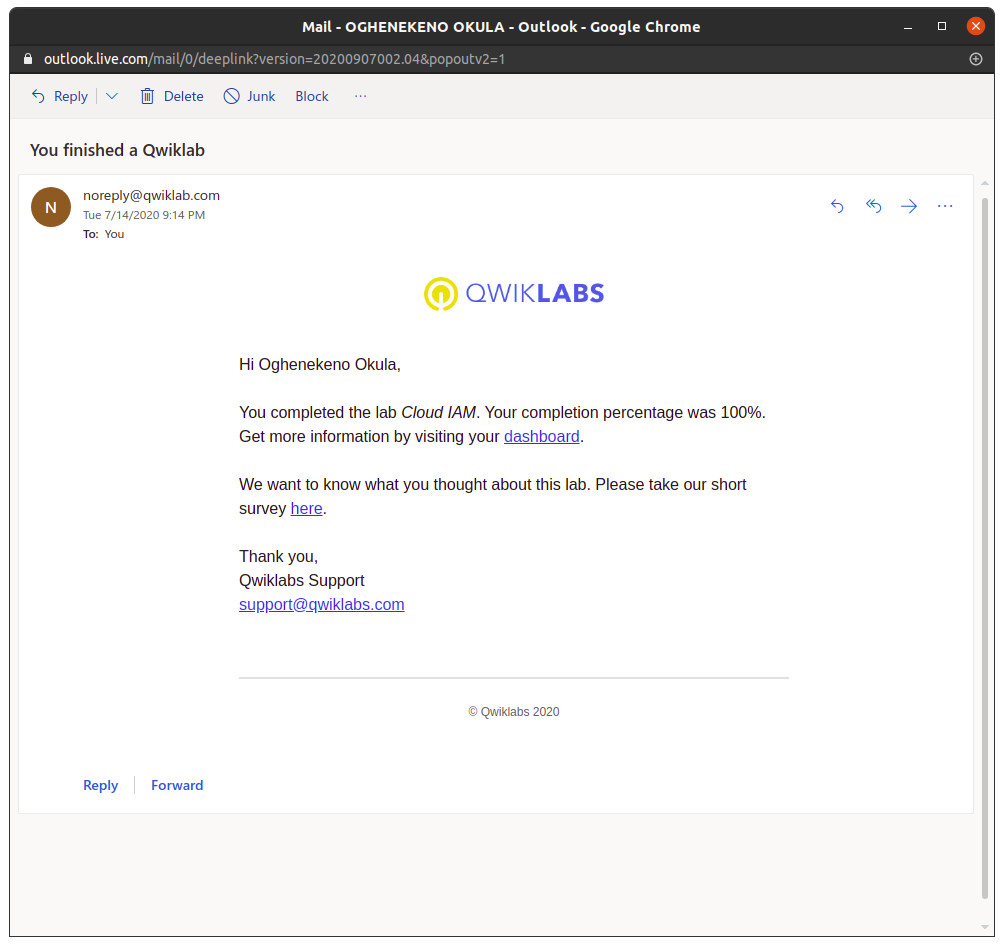 Mail - OGHENEKENO OKULA - Outlook - Google Chrome
outlook.live.com/mail/0/deeplink?version=20200907002.04&popoutv2=1
Reply Delete Junk Block ···
You finished a Qwiklab
N
noreply@qwiklab.com
Tue 7/14/2020 9:14 PM
To: You
QWIKLABS
Hi Oghenekeno Okula,
You completed the lab Cloud IAM. Your completion percentage was 100%.
Get more information by visiting your dashboard.
We want to know what you thought about this lab. Please take our short
survey here.
Thank you,
Qwiklabs Support
support@qwiklabs.com
© Qwiklabs 2020
Reply Forward